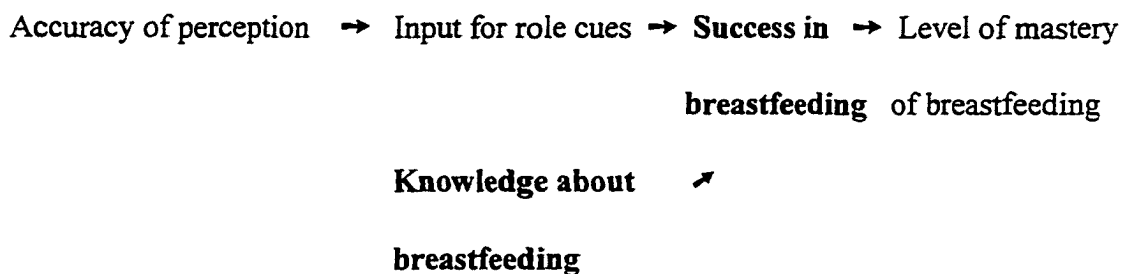 Accuracy of perception → Input for role cues → Success in → Level of mastery
breastfeeding of breastfeeding
Knowledge about ↗
breastfeeding